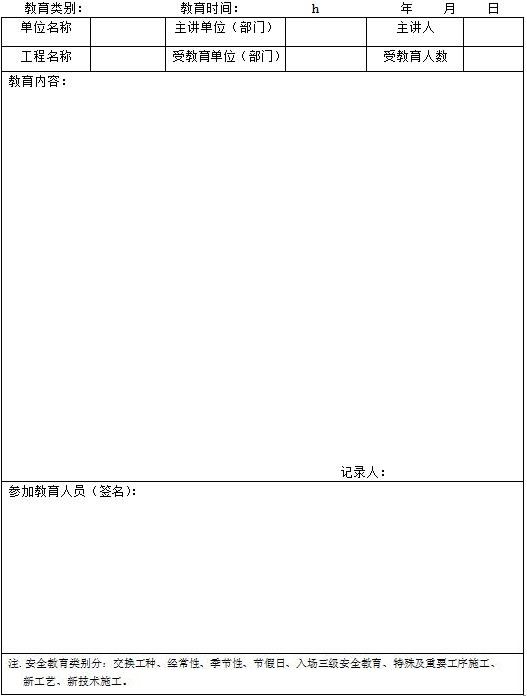 教育类别： 教育时间： h 年 月 日
单位名称 主讲单位（部门） 主讲人
工程名称 受教育单位（部门） 受教育人数
教育内容：
记录人：
参加教育人员（签名）：
注.安全教育类别分：交换工种、经常性、季节性、节假日、入场三级安全教育、特殊及重要工序施工、
新工艺、新技术施工。